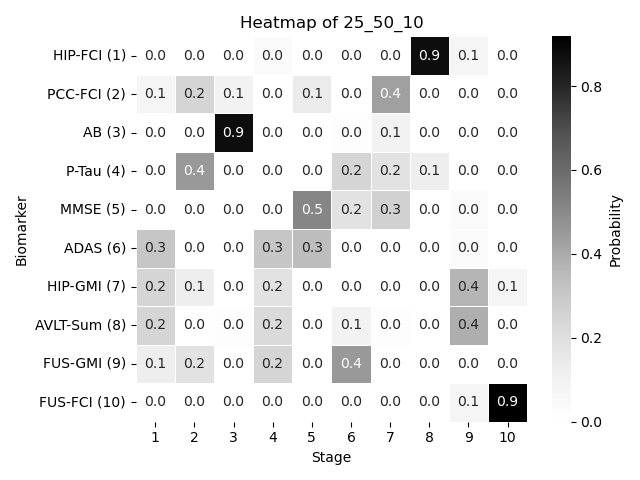 Heatmap of 25_50_10
HIP-FCI (1) 0.0 0.0 0.0 0.0 0.0 0.0 0.0 0.9 0.1 0.0
PCC-FCI (2) 0.1 0.2 0.1 0.0 0.1 0.0 0.4 0.0 0.0 0.0
AB (3) 0.0 0.0 0.9 0.0 0.0 0.0 0.1 0.0 0.0 0.0
P-Tau (4) 0.0 0.4 0.0 0.0 0.0 0.2 0.2 0.1 0.0 0.0
MMSE (5) 0.0 0.0 0.0 0.0 0.5 0.2 0.3 0.0 0.0 0.0
ADAS (6) 0.3 0.0 0.0 0.3 0.3 0.0 0.0 0.0 0.0 0.0
HIP-GMI (7) 0.2 0.1 0.0 0.2 0.0 0.0 0.0 0.0 0.4 0.1
AVLT-Sum (8) 0.2 0.0 0.0 0.2 0.0 0.1 0.0 0.0 0.4 0.0
FUS-GMI (9) 0.1 0.2 0.0 0.2 0.0 0.4 0.0 0.0 0.0 0.0
FUS-FCI (10) 0.0 0.0 0.0 0.0 0.0 0.0 0.0 0.0 0.1 0.9
1 2 3 4 5 6 7 8 9 10
Stage
Biomarker
0.8
0.6
0.4
0.2
0.0
Probability